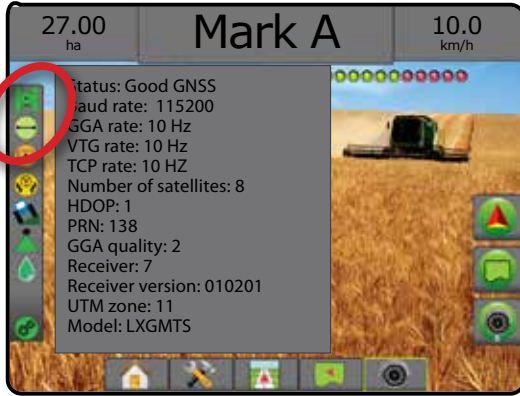 27.00
ha
Mark A
10.0
km/h
Status: Good GNSS
Baud rate: 115200
GGA rate: 10 Hz
VTG rate: 10 Hz
TCP rate: 10 HZ
Number of satellites: 8
HDOP: 1
PRN: 138
GGA quality: 2
Receiver: 7
Receiver version: 010201
UTM zone: 11
Model: LXGMTS